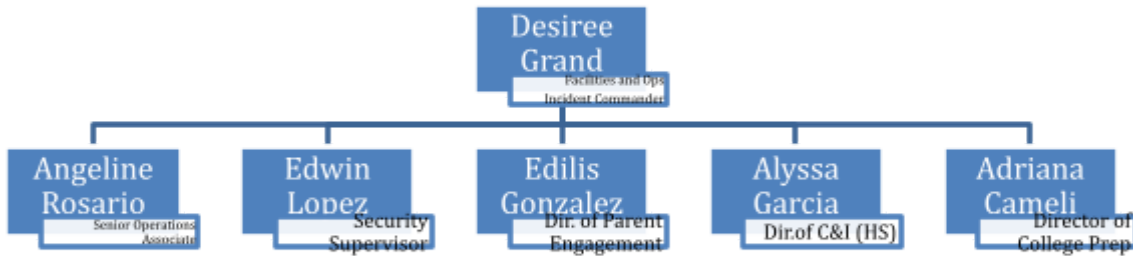 Desiree
Grand
Facilities and Ops
Incident Commander
Angeline
Rosario
Senior Operations
Associate
Edwin
Lopez
Security
Supervisor
Edilis
Gonzalez
Dir. of Parent
Engagement
Alyssa
Garcia
Dir.of C&I (HS)
Adriana
Cameli
Director of
College Prep